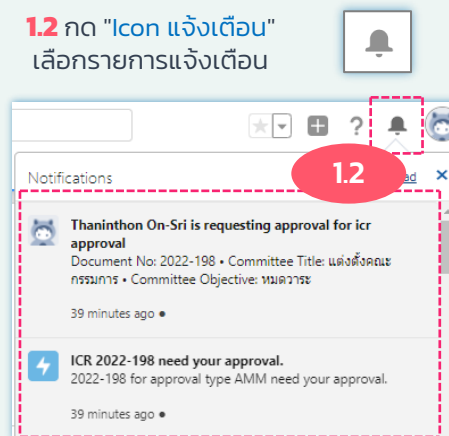 1.2 กด "Icon แจ้งเตือน"
เลือกรายการแจ้งเตือน
?
Notifications
1.2
ad
×
Thaninthon On-Sri is requesting approval for icr
approval
Document No: 2022-198 • Committee Title: แต่งตั้งคณะ
กรรมการ • Committee Objective: หมดวาระ
39 minutes ago •
ICR 2022-198 need your approval.
2022-198 for approval type AMM need your approval.
39 minutes ago •